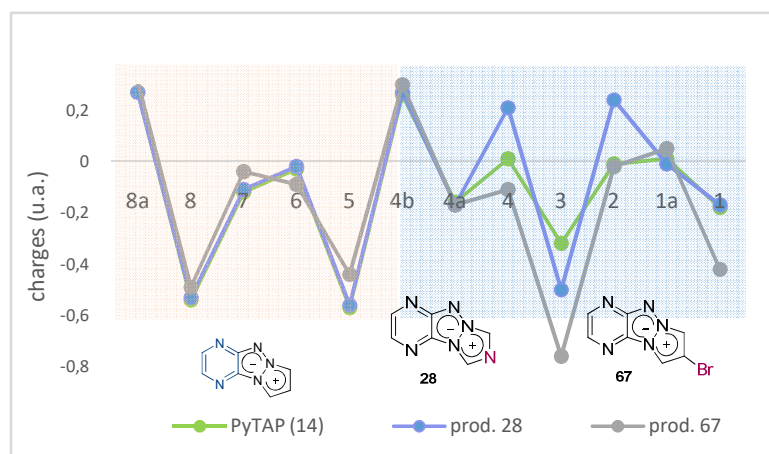 0,2
0
8a 8 7 6 5 4b 4a 4 3 2 1a 1
-0,2
-0,4
-0,6
-0,8
charges (u.a.)
N N N N N - +
N N N N N N - +
28
N N N N N - + Br
67
PyTAP (14) prod. 28 prod. 67